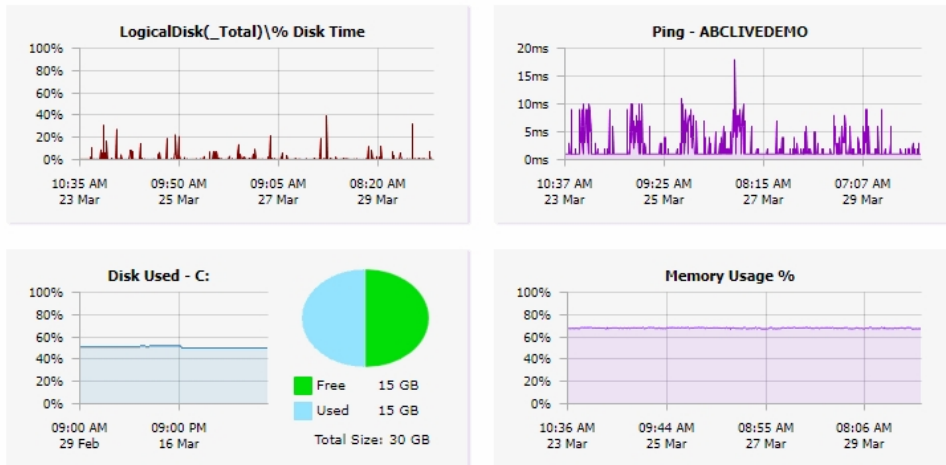 LogicalDisk(_Total)\% Disk Time
100%
80%
60%
40%
20%
0%
10:35 AM 09:50 AM 09:05 AM 08:20 AM
23 Mar 25 Mar 27 Mar 29 Mar
Ping - ABCLIVEDEMO
20ms
15ms
10ms
5ms
0ms
10:37 AM 09:25 AM 08:15 AM 07:07 AM
23 Mar 25 Mar 27 Mar 29 Mar
Disk Used - C:
100%
80%
60%
40%
20%
0%
09:00 AM 09:00 PM
29 Feb 16 Mar
Free 15 GB
Used 15 GB
Total Size: 30 GB
Memory Usage %
100%
80%
60%
40%
20%
0%
10:36 AM 09:44 AM 08:55 AM 08:06 AM
23 Mar 25 Mar 27 Mar 29 Mar